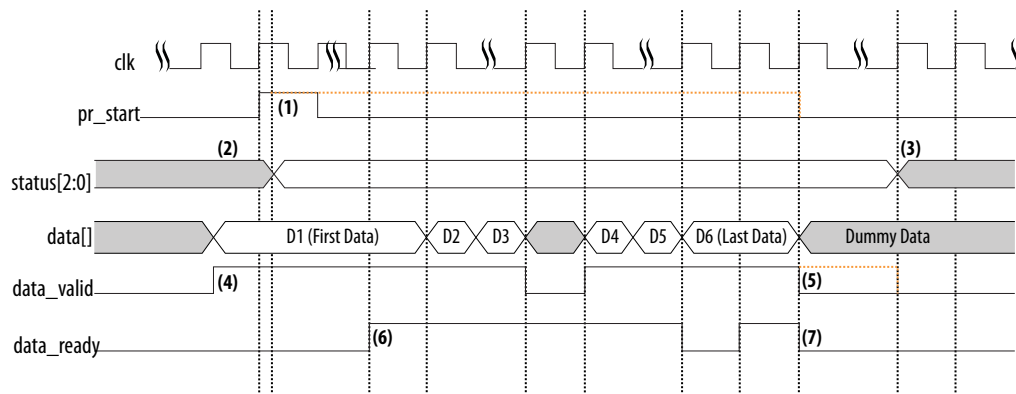 clk
pr_start
(1)
(2)
(3)
status[2:0]
data[]
D1 (First Data)
D2
D3
D4
D5
D6 (Last Data)
Dummy Data
data_valid
(4)
(5)
data_ready
(6)
(7)